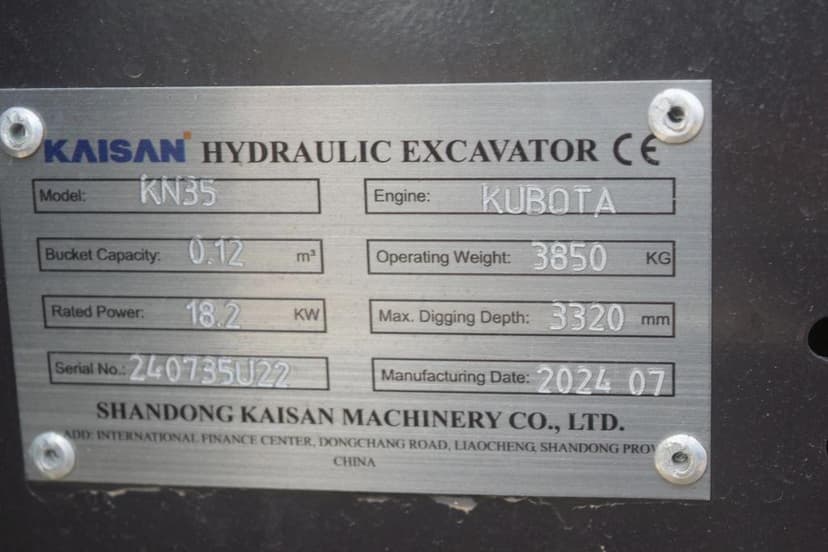 KAISAN HYDRAULIC EXCAVATOR CE
Model: KN35 Engine: KUBOTA
Bucket Capacity: 0.12 m³ Operating Weight: 3850 KG
Rated Power: 18.2 KW Max. Digging Depth: 3320 mm
Serial No.: 240735U22 Manufacturing Date: 2024 07
SHANDONG KAISAN MACHINERY CO., LTD.
ADD: INTERNATIONAL FINANCE CENTER, DONGCHANG ROAD, LIAOCHENG, SHANDONG
CHINA